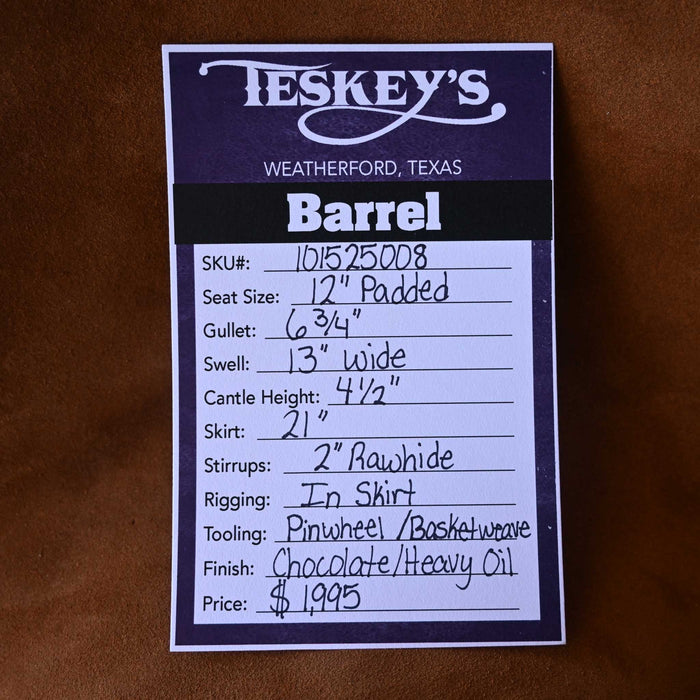 TESKEY'S
WEATHERFORD, TEXAS
Barrel
SKU#: 101525008
Seat Size: 12" Padded
Gullet: 6 3/4"
Swell: 13" wide
Cantle Height: 4 1/2"
Skirt: 21"
Stirrups: 2" Rawhide
Rigging: In Skirt
Tooling: Pinwheel / Basketweave
Finish: Chocolate/Heavy Oil
Price: $ 1,995